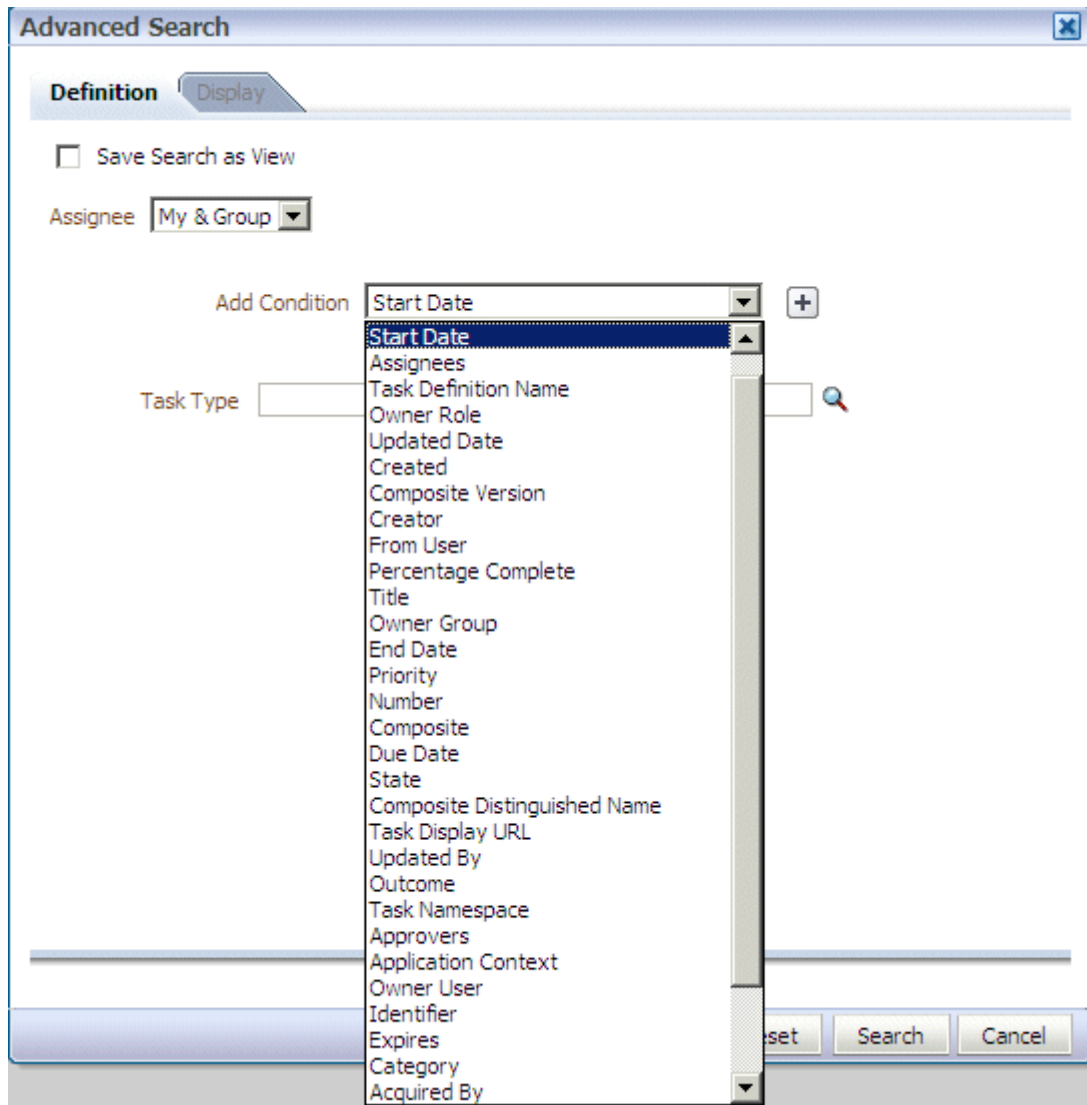 Advanced Search
Definition Display
Save Search as View
Assignee My & Group
Add Condition Start Date
Start Date
Assignees
Task Definition Name
Task Type
Owner Role
Updated Date
Created
Composite Version
Creator
From User
Percentage Complete
Title
Owner Group
End Date
Priority
Number
Composite
Due Date
State
Composite Distinguished Name
Task Display URL
Updated By
Outcome
Task Namespace
Approvers
Application Context
Owner User
Identifier
Expires
Category
Acquired By
eset Search Cancel